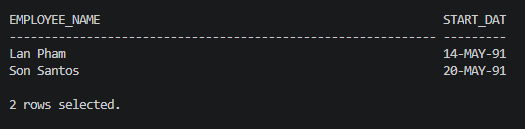 EMPLOYEE_NAME START_DAT
-------------------------------------------------------------- ---------
Lan Pham 14-MAY-91
Son Santos 20-MAY-91
2 rows selected.